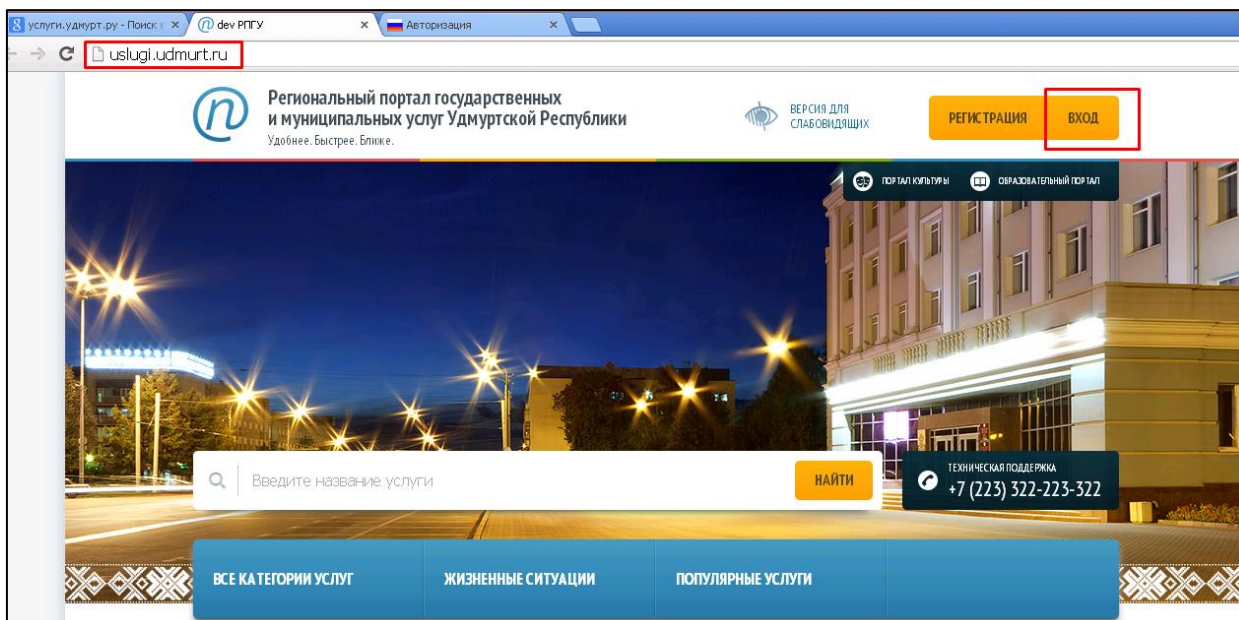 услуги.удмурт.ру - Поиск в
dev РПГУ
Авторизация
uslugi.udmurt.ru
Региональный портал государственных
и муниципальных услуг Удмуртской Республики
Удобнее. Быстрее. Ближе.
ВЕРСИЯ ДЛЯ
СЛАБОВИДЯЩИХ
РЕГИСТРАЦИЯ
ВХОД
ПОРТАЛ КУЛЬТУРЫ
ОБРАЗОВАТЕЛЬНЫЙ ПОРТАЛ
Введите название услуги
НАЙТИ
ТЕХНИЧЕСКАЯ ПОДДЕРЖКА
+7 (223) 322-223-322
ВСЕ КАТЕГОРИИ УСЛУГ
ЖИЗНЕННЫЕ СИТУАЦИИ
ПОПУЛЯРНЫЕ УСЛУГИ